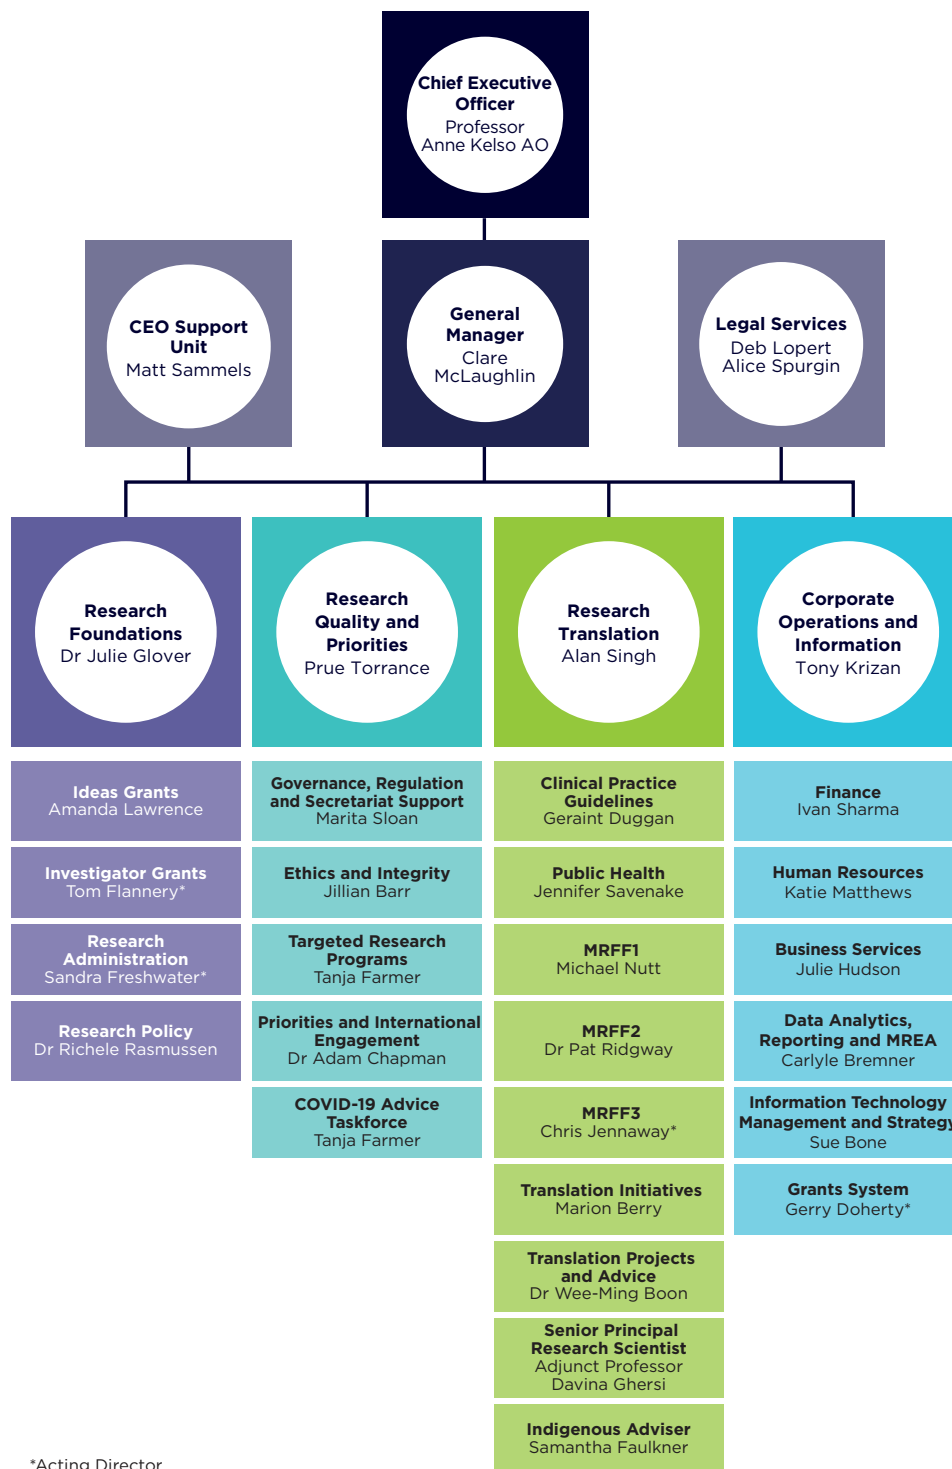 Chief Executive
Officer
Professor
Anne Kelso AO
CEO Support
Unit
Matt Sammels
General
Manager
Clare
McLaughlin
Legal Services
Deb Lopert
Alice Spurgin
Research
Foundations
Dr Julie Glover
Research
Quality and
Priorities
Prue Torrance
Research
Translation
Alan Singh
Corporate
Operations and
Information
Tony Krizan
Ideas Grants
Amanda Lawrence
Investigator Grants
Tom Flannery*
Research
Administration
Sandra Freshwater*
Research Policy
Dr Richele Rasmussen
Governance, Regulation
and Secretariat Support
Marita Sloan
Ethics and Integrity
Jillian Barr
Targeted Research
Programs
Tanja Farmer
Priorities and International
Engagement
Dr Adam Chapman
COVID-19 Advice
Taskforce
Tanja Farmer
Clinical Practice
Guidelines
Geraint Duggan
Public Health
Jennifer Savenake
MRFF1
Michael Nutt
MRFF2
Dr Pat Ridgway
MRFF3
Chris Jennaway*
Translation Initiatives
Marion Berry
Translation Projects
and Advice
Dr Wee-Ming Boon
Senior Principal
Research Scientist
Adjunct Professor
Davina Ghersi
Indigenous Adviser
Samantha Faulkner
Finance
Ivan Sharma
Human Resources
Katie Matthews
Business Services
Julie Hudson
Data Analytics,
Reporting and MREA
Carlyle Bremner
Information Technology
Management and Strategy
Sue Bone
Grants System
Gerry Doherty*
*Acting Director